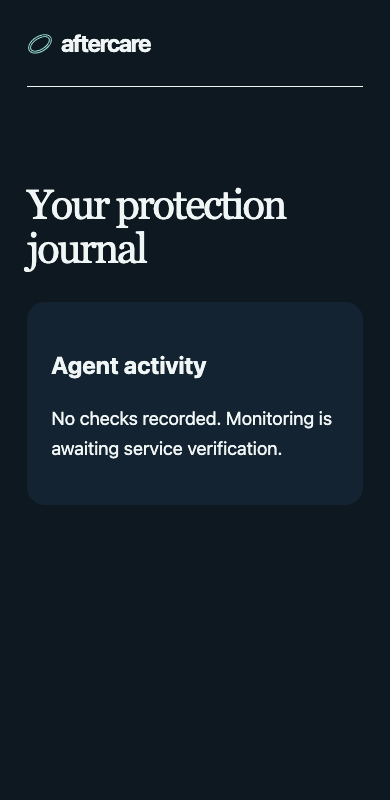 aftercare
Your protection
journal
Agent activity
No checks recorded. Monitoring is
awaiting service verification.